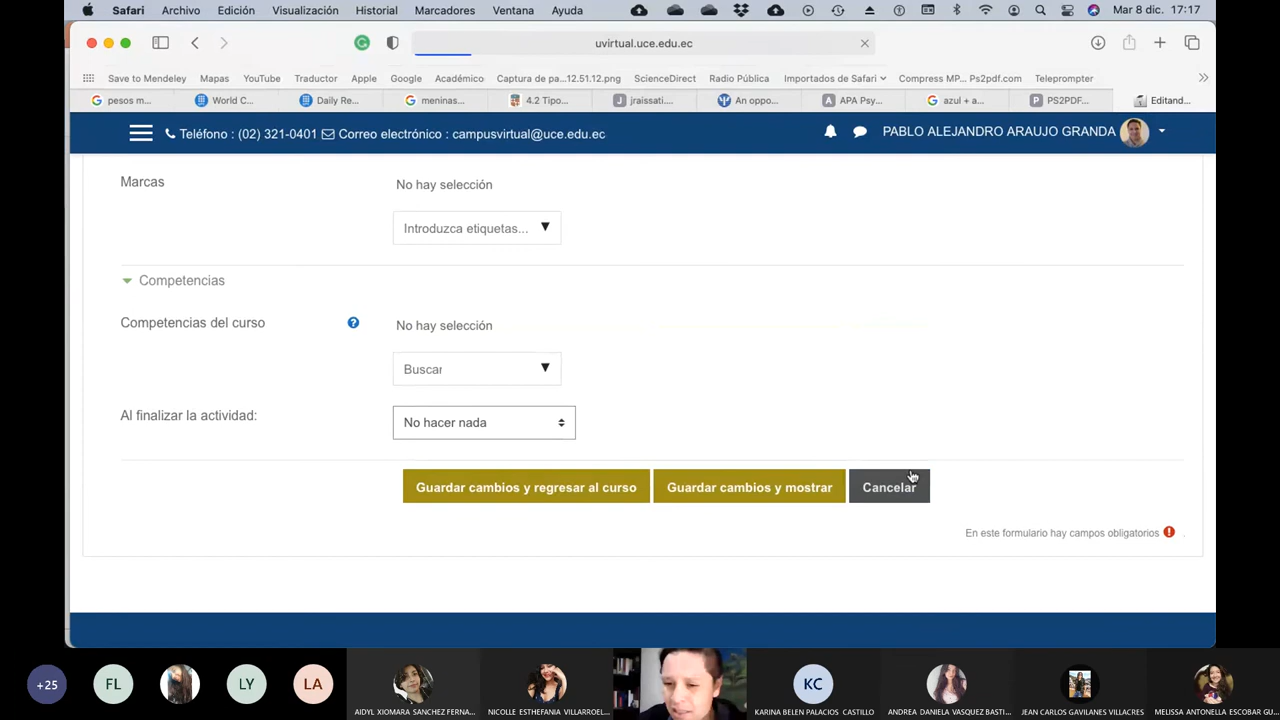 Safari Archivo Edición Visualización Historial Marcadores Ventana Ayuda Mar 8 dic. 17:17
uvirtual.uce.edu.ec
Save to Mendeley Mapas YouTube Traductor Apple Google Académico Captura de pa...12.51.12.png ScienceDirect Radio Pública Importados de Safari Compress MP... Ps2pdf.com Teleprompter
pesos m... World C... Daily Re... meninas... 4.2 Tipo... jraissati.... An oppo... APA Psy... azul + a... PS2PDF... Editand...
Teléfono : (02) 321-0401 Correo electrónico : campusvirtual@uce.edu.ec PABLO ALEJANDRO ARAUJO GRANDA
Marcas No hay selección
Introduzca etiquetas...
Competencias
Competencias del curso No hay selección
Buscar
Al finalizar la actividad: No hacer nada
Guardar cambios y regresar al curso Guardar cambios y mostrar Cancelar
En este formulario hay campos obligatorios
+25 FL LY LA KC
AIDYL XIOMARA SANCHEZ FERNA... NICOLLE ESTHEFANIA VILLARROEL... KARINA BELEN PALACIOS CASTILLO ANDREA DANIELA VASQUEZ BASTI... JEAN CARLOS GAVILANES VILLACRES MELISSA ANTONELLA ESCOBAR GU...